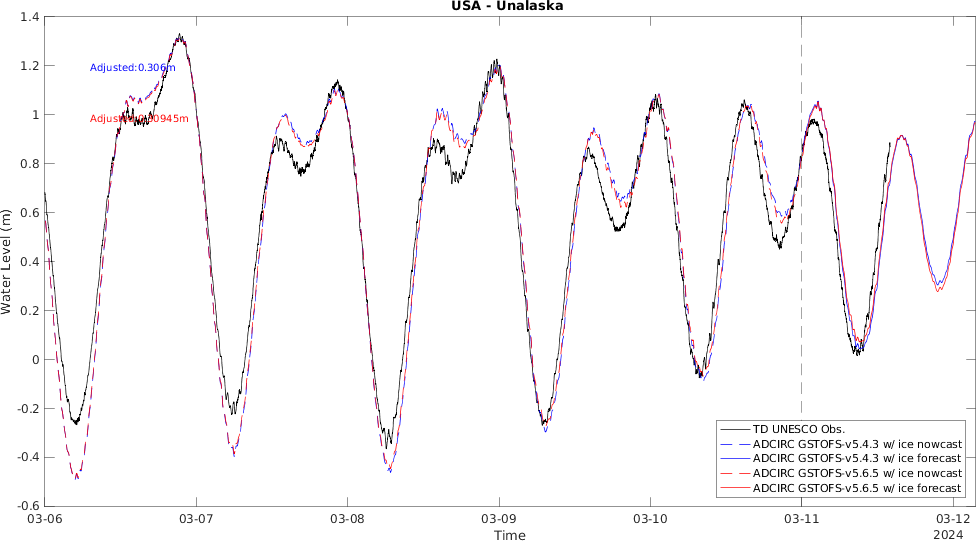 USA - Unalaska
1.4
1.2
1
0.8
0.6
0.4
0.2
0
-0.2
-0.4
-0.6
Water Level (m)
Adjusted:0.306m
03-06
03-07
03-08
03-09
03-10
03-11
03-12
2024
Time
TD UNESCO Obs.
ADCIRC GSTOFS-v5.4.3 w/ ice nowcast
ADCIRC GSTOFS-v5.4.3 w/ ice forecast
ADCIRC GSTOFS-v5.6.5 w/ ice nowcast
ADCIRC GSTOFS-v5.6.5 w/ ice forecast